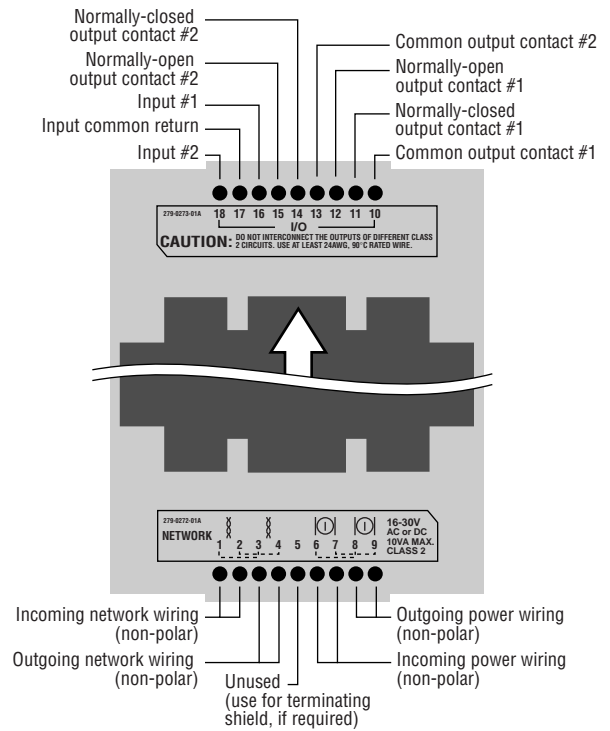 Normally-closed
output contact #2
Normally-open
output contact #2
Input #1
Input common return
Input #2
Common output contact #2
Normally-open
output contact #1
Normally-closed
output contact #1
Common output contact #1
279-0273-01A
18 17 16 15 14 13 12 11 10
I/O
CAUTION: DO NOT INTERCONNECT THE OUTPUTS OF DIFFERENT CLASS
2 CIRCUITS. USE AT LEAST 24AWG, 90°C RATED WIRE.
279-0272-01A
NETWORK
1 2 3 4 5 6 7 8 9
16-30V
AC or DC
10VA MAX.
CLASS 2
Incoming network wiring
(non-polar)
Outgoing network wiring
(non-polar)
Unused
(use for terminating
shield, if required)
Outgoing power wiring
(non-polar)
Incoming power wiring
(non-polar)